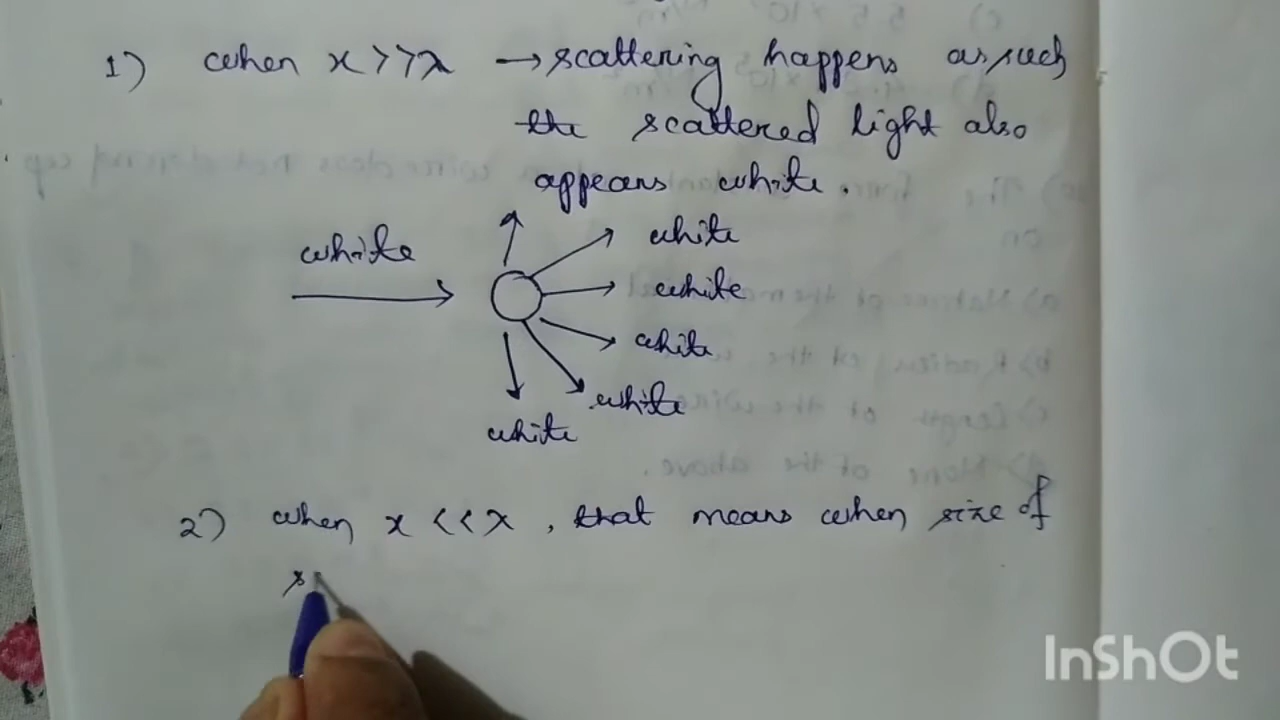 1) when x >> λ → scattering happens as such
the scattered light also
appears white.
white
white
white
white
white
white
2) when x << λ, that means when size of
s
InShOt